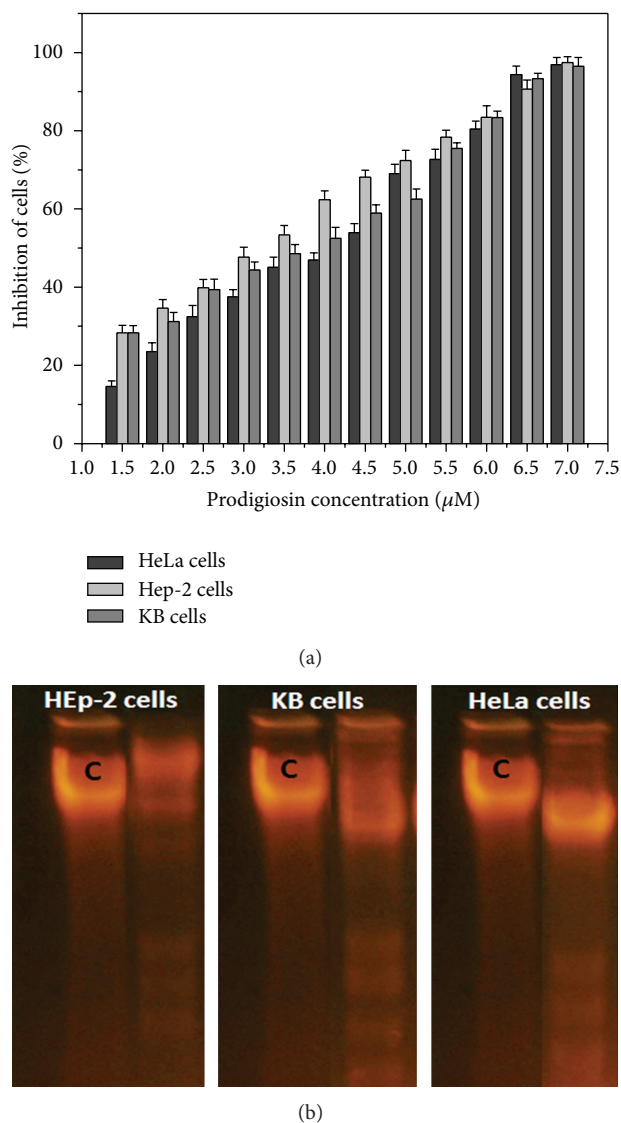 100
80
60
40
20
0
Inhibition of cells (%)
1.0 1.5 2.0 2.5 3.0 3.5 4.0 4.5 5.0 5.5 6.0 6.5 7.0 7.5
Prodigiosin concentration (μM)
HeLa cells
Hep-2 cells
KB cells
(a)
HEp-2 cells KB cells HeLa cells
C C C
(b)